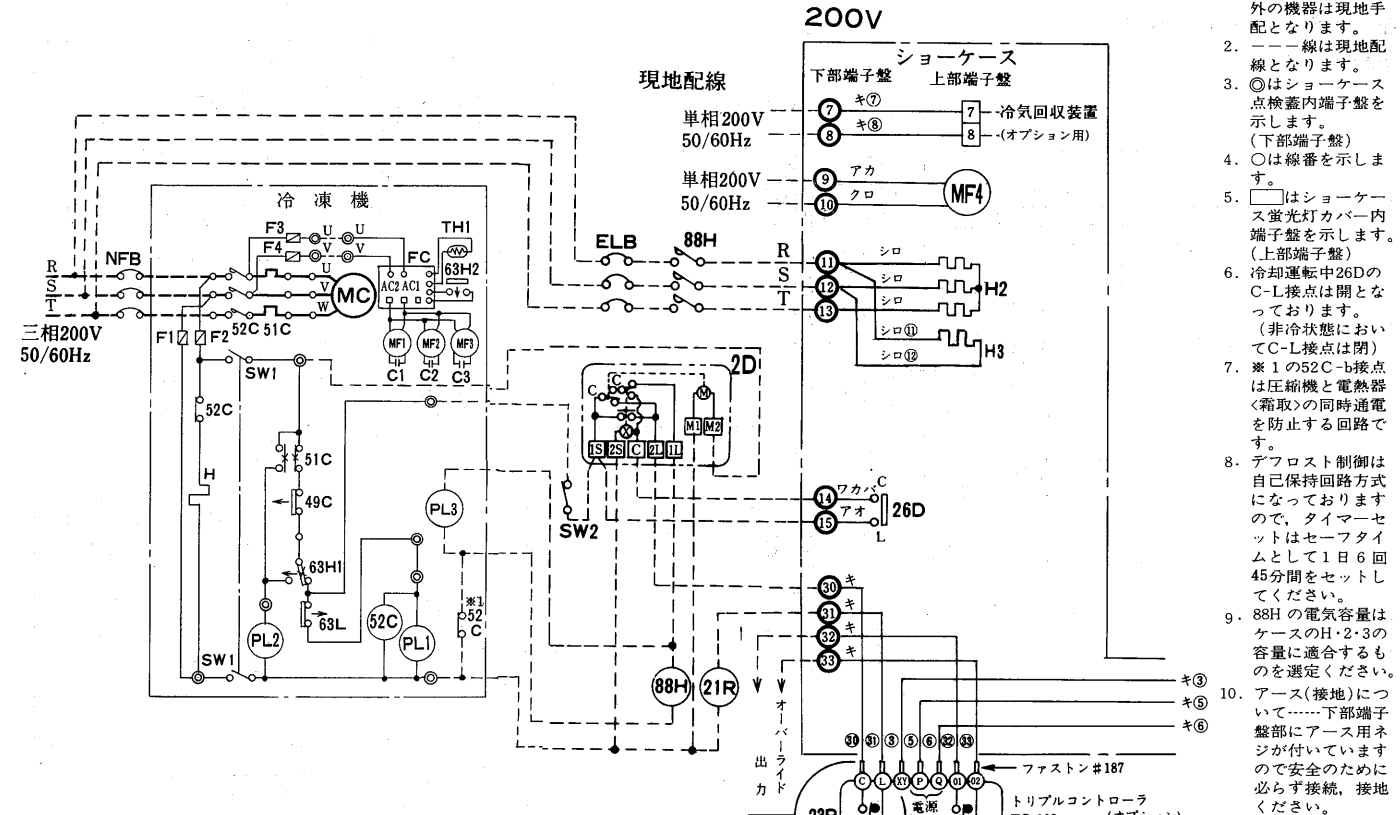 200V
ショーケース
下部端子盤 上部端子盤
現地配線
単相200V
50/60Hz
7 キ⑦ 7 冷気回収装置
8 キ⑧ 8 (オプション用)
単相200V
50/60Hz
9 アカ
10 クロ
MF4
冷凍機
F3 U U
F4 V V
TH1
FC
63H2
AC2 AC1
NFB
R
S
T
U
V
W
MC
三相200V
50/60Hz
F1 F2
52C 51C
MF1 MF2 MF3
C1 C2 C3
SW1
52C
H
51C
49C
63H1
63L
PL2
52C
PL1
PL3
※1
52
C
SW1
ELB
88H
R
S
T
11 シロ
12 シロ
13 シロ
H2
シロ⑪
シロ⑫
H3
2D
C
C
M
X
M1 M2
1S 2S C 2L 1L
SW2
14 ワカバ C
15 アオ L
26D
30 キ
31 キ
32 キ
33 キ
88H
21R
出力
オーバーライド
キ③
キ⑤
キ⑥
㉚ ㉛ ③ ⑤ ⑥ ㉜ ㉝
ファストン#187
C L XY P Q 01 02
電源
トリプルコントローラ
23R
外の機器は現地手
配となります。
2. ---線は現地配
線となります。
3. ◎はショーケース
点検蓋内端子盤を
示します。
(下部端子盤)
4. ○は線番を示しま
す。
5. □はショーケー
ス蛍光灯カバー内
端子盤を示します。
(上部端子盤)
6. 冷却運転中26Dの
C-L接点は開とな
っております。
(非冷状態におい
てC-L接点は閉)
7. ※1の52C-b接点
は圧縮機と電熱器
<霜取>の同時通電
を防止する回路で
す。
8. デフロスト制御は
自己保持回路方式
になっております
ので，タイマーセ
ットはセーフタイ
ムとして1日6回
45分間をセットし
てください。
9. 88Hの電気容量は
ケースのH・2・3の
容量に適合するも
のを選定ください。
10. アース(接地)につ
いて------下部端子
盤部にアース用ネ
ジが付いています
ので安全のために
必らず接続，接地
ください。